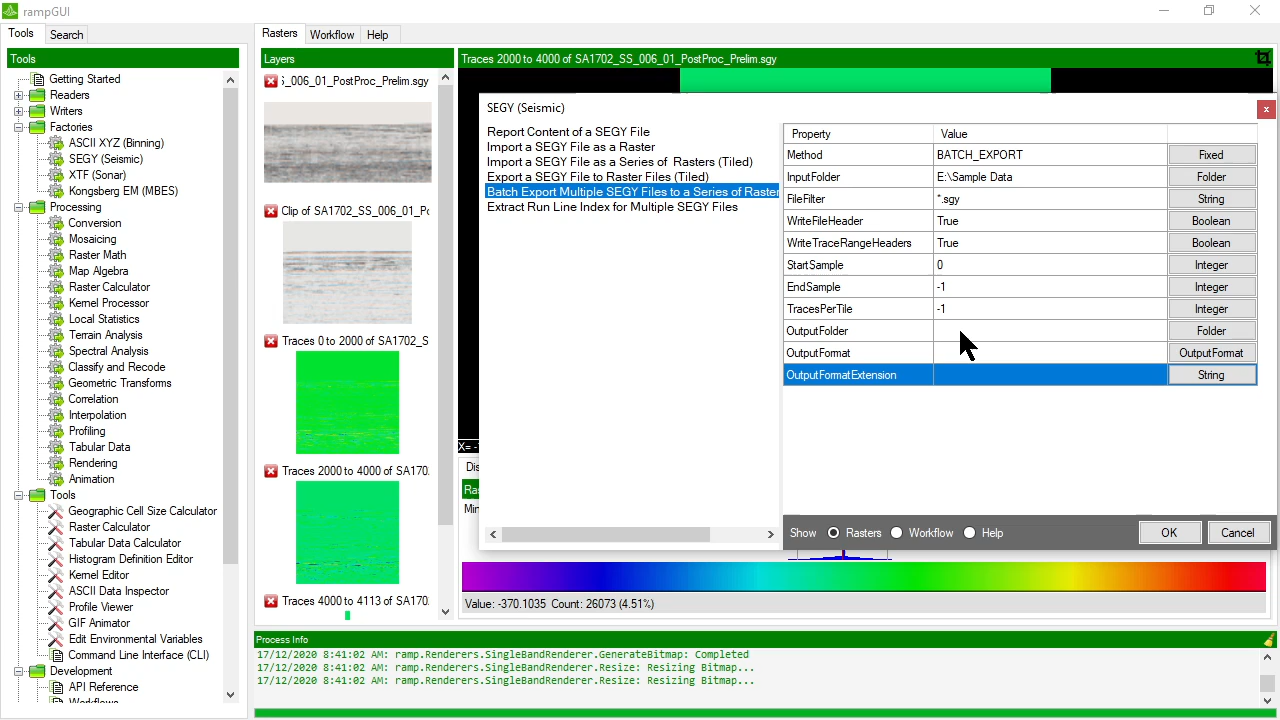 rampGUI
Tools
Search
Tools
Getting Started
Readers
Writers
Factories
ASCII XYZ (Binning)
SEGY (Seismic)
XTF (Sonar)
Kongsberg EM (MBES)
Processing
Conversion
Mosaicing
Raster Math
Map Algebra
Raster Calculator
Kernel Processor
Local Statistics
Terrain Analysis
Spectral Analysis
Classify and Recode
Geometric Transforms
Correlation
Interpolation
Profiling
Tabular Data
Rendering
Animation
Tools
Geographic Cell Size Calculator
Raster Calculator
Tabular Data Calculator
Histogram Definition Editor
Kernel Editor
ASCII Data Inspector
Profile Viewer
GIF Animator
Edit Environmental Variables
Command Line Interface (CLI)
Development
API Reference
Workflows
Rasters
Workflow
Help
Layers
_006_01_PostProc_Prelim.sgy
Clip of SA1702_SS_006_01_P
Traces 0 to 2000 of SA1702_S
Traces 2000 to 4000 of SA170
Traces 4000 to 4113 of SA170
Traces 2000 to 4000 of SA1702_SS_006_01_PostProc_Prelim.sgy
X= -
Dis
Ras
Min
SEGY (Seismic)
x
Report Content of a SEGY File
Import a SEGY File as a Raster
Import a SEGY File as a Series of Rasters (Tiled)
Export a SEGY File to Raster Files (Tiled)
Batch Export Multiple SEGY Files to a Series of Raster
Extract Run Line Index for Multiple SEGY Files
Property Value
Method BATCH_EXPORT Fixed
InputFolder E:\Sample Data Folder
FileFilter *.sgy String
WriteFileHeader True Boolean
WriteTraceRangeHeaders True Boolean
StartSample 0 Integer
EndSample -1 Integer
TracesPerTile -1 Integer
OutputFolder Folder
OutputFormat OutputFormat
OutputFormatExtension String
Show Rasters Workflow Help OK Cancel
Value: -370.1035 Count: 26073 (4.51%)
Process Info
17/12/2020 8:41:02 AM: ramp.Renderers.SingleBandRenderer.GenerateBitmap: Completed
17/12/2020 8:41:02 AM: ramp.Renderers.SingleBandRenderer.Resize: Resizing Bitmap...
17/12/2020 8:41:02 AM: ramp.Renderers.SingleBandRenderer.Resize: Resizing Bitmap...